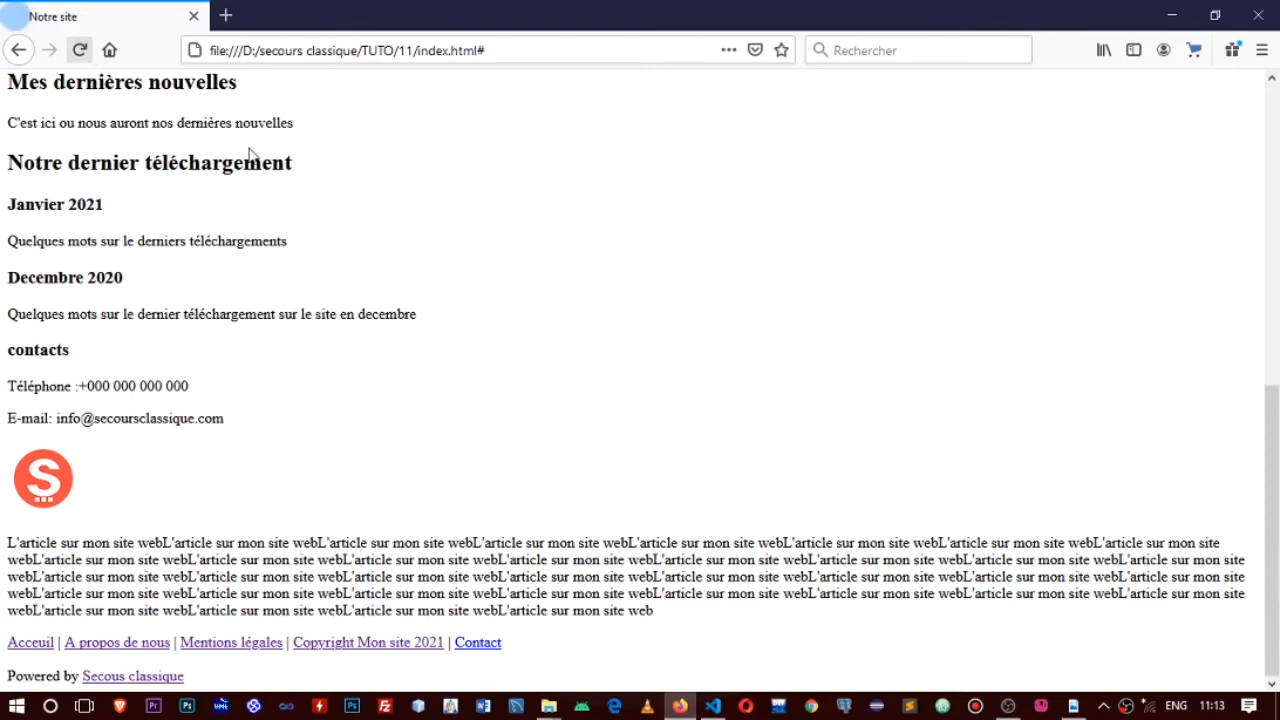 Notre site
file:///D:/secours classique/TUTO/11/index.html#
Rechercher
Mes dernières nouvelles
C'est ici ou nous auront nos dernières nouvelles
Notre dernier téléchargement
Janvier 2021
Quelques mots sur le derniers téléchargements
Decembre 2020
Quelques mots sur le dernier téléchargement sur le site en decembre
contacts
Téléphone :+000 000 000 000
E-mail: info@secoursclassique.com
S
L'article sur mon site webL'article sur mon site webL'article sur mon site webL'article sur mon site webL'article sur mon site webL'article sur mon site webL'article sur mon site webL'article sur mon site
webL'article sur mon site webL'article sur mon site webL'article sur mon site webL'article sur mon site webL'article sur mon site webL'article sur mon site webL'article sur mon site webL'article sur mon site
webL'article sur mon site webL'article sur mon site webL'article sur mon site webL'article sur mon site webL'article sur mon site webL'article sur mon site webL'article sur mon site webL'article sur mon site
webL'article sur mon site webL'article sur mon site webL'article sur mon site webL'article sur mon site webL'article sur mon site webL'article sur mon site webL'article sur mon site webL'article sur mon site
webL'article sur mon site webL'article sur mon site webL'article sur mon site webL'article sur mon site web
Acceuil | A propos de nous | Mentions légales | Copyright Mon site 2021 | Contact
Powered by Secous classique
ENG 11:13